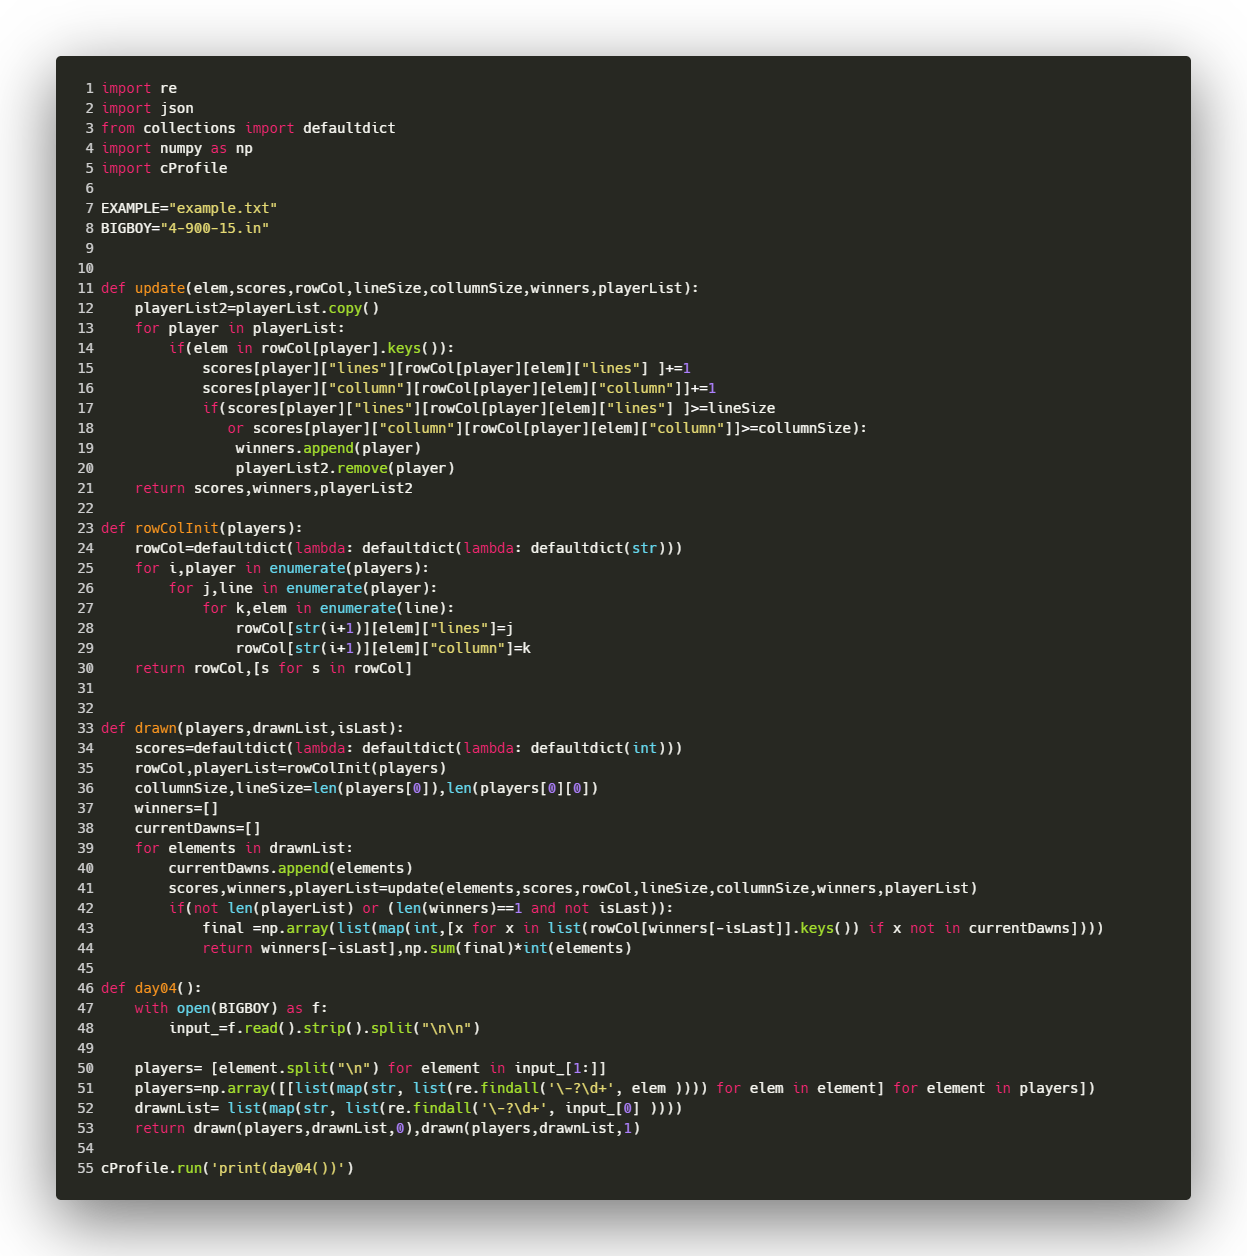 1 import re
2 import json
3 from collections import defaultdict
4 import numpy as np
5 import cProfile
6
7 EXAMPLE="example.txt"
8 BIGBOY="4-900-15.in"
9
10
11 def update(elem,scores,rowCol,lineSize,collumnSize,winners,playerList):
12     playerList2=playerList.copy()
13     for player in playerList:
14         if(elem in rowCol[player].keys()):
15             scores[player]["lines"][rowCol[player][elem]["lines"] ]+=1
16             scores[player]["collumn"][rowCol[player][elem]["collumn"]]+=1
17             if(scores[player]["lines"][rowCol[player][elem]["lines"] ]>=lineSize
18                or scores[player]["collumn"][rowCol[player][elem]["collumn"]]>=collumnSize):
19                 winners.append(player)
20                 playerList2.remove(player)
21     return scores,winners,playerList2
22
23 def rowColInit(players):
24     rowCol=defaultdict(lambda: defaultdict(lambda: defaultdict(str)))
25     for i,player in enumerate(players):
26         for j,line in enumerate(player):
27             for k,elem in enumerate(line):
28                 rowCol[str(i+1)][elem]["lines"]=j
29                 rowCol[str(i+1)][elem]["collumn"]=k
30     return rowCol,[s for s in rowCol]
31
32
33 def drawn(players,drawnList,isLast):
34     scores=defaultdict(lambda: defaultdict(lambda: defaultdict(int)))
35     rowCol,playerList=rowColInit(players)
36     collumnSize,lineSize=len(players[0]),len(players[0][0])
37     winners=[]
38     currentDawns=[]
39     for elements in drawnList:
40         currentDawns.append(elements)
41         scores,winners,playerList=update(elements,scores,rowCol,lineSize,collumnSize,winners,playerList)
42         if(not len(playerList) or (len(winners)==1 and not isLast)):
43             final =np.array(list(map(int,[x for x in list(rowCol[winners[-isLast]].keys()) if x not in currentDawns])))
44             return winners[-isLast],np.sum(final)*int(elements)
45
46 def day04():
47     with open(BIGBOY) as f:
48         input_=f.read().strip().split("\n\n")
49
50     players= [element.split("\n") for element in input_[1:]]
51     players=np.array([[list(map(str, list(re.findall('\-?\d+', elem )))) for elem in element] for element in players])
52     drawnList= list(map(str, list(re.findall('\-?\d+', input_[0] ))))
53     return drawn(players,drawnList,0),drawn(players,drawnList,1)
54
55 cProfile.run('print(day04())')